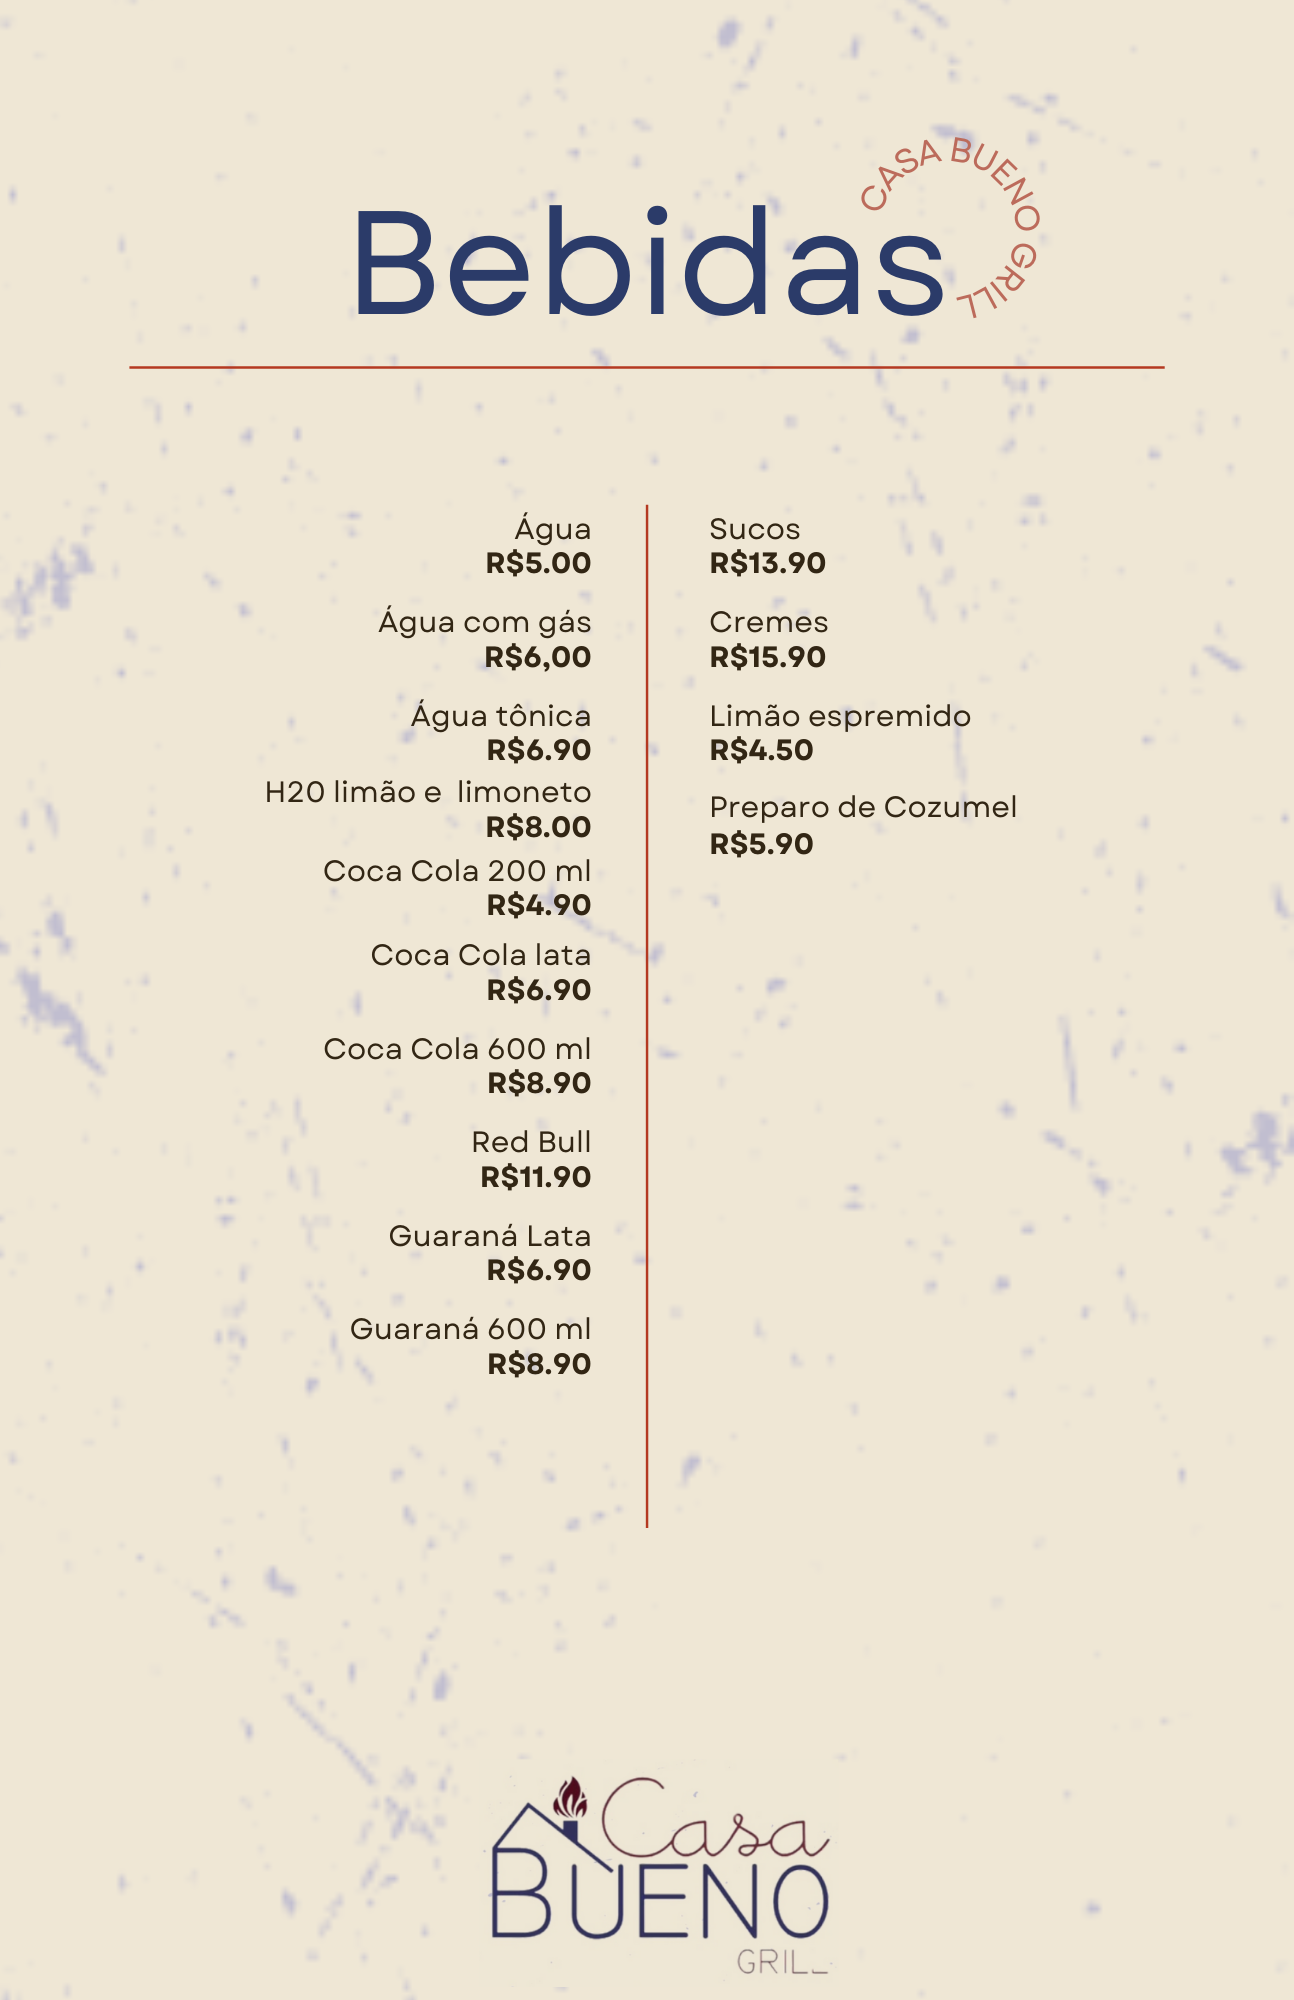 CASA BUENO GRILL
Bebidas
Água
R$5.00
Água com gás
R$6,00
Água tônica
R$6.90
H20 limão e  limoneto
R$8.00
Coca Cola 200 ml
R$4.90
Coca Cola lata
R$6.90
Coca Cola 600 ml
R$8.90
Red Bull
R$11.90
Guaraná Lata
R$6.90
Guaraná 600 ml
R$8.90
Sucos
R$13.90
Cremes
R$15.90
Limão espremido
R$4.50
Preparo de Cozumel
R$5.90
Casa
BUENO
GRILL